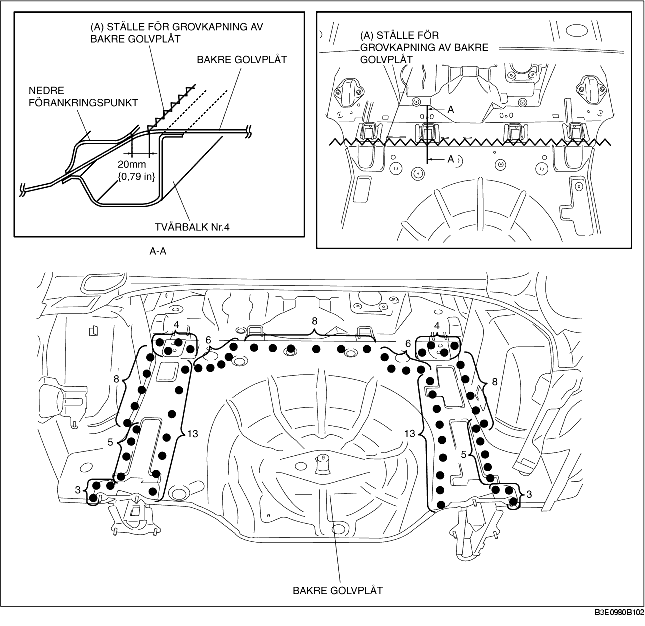 (A) STÄLLE FÖR GROVKAPNING AV
BAKRE GOLVPLÅT
BAKRE GOLVPLÅT
NEDRE
FÖRANKRINGSPUNKT
20mm
{0,79 in}
TVÄRBALK Nr.4
A-A
(A) STÄLLE FÖR
GROVKAPNING AV BAKRE
GOLVPLÅT
A
A
8
4
4
6
6
8
8
13
13
5
5
3
3
BAKRE GOLVPLÅT
B3E0980B102